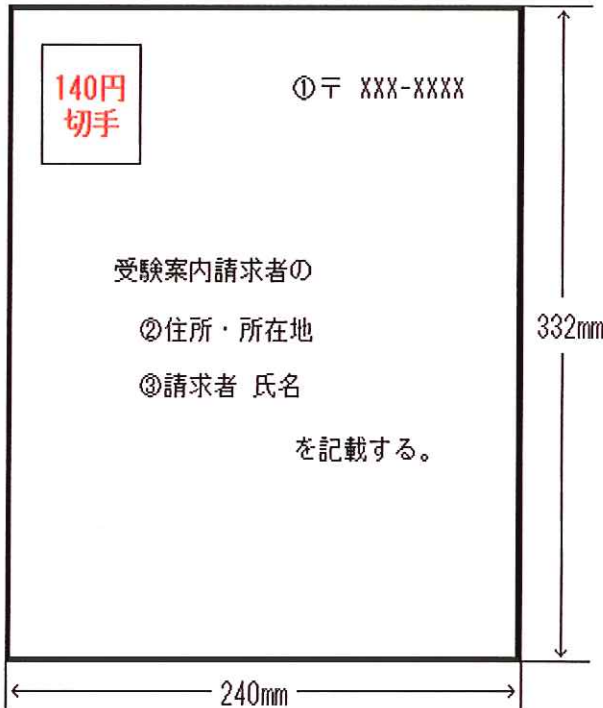 140円
切手
①〒 XXX-XXXX
受験案内請求者の
②住所・所在地
③請求者 氏名
を記載する。
332mm
240mm